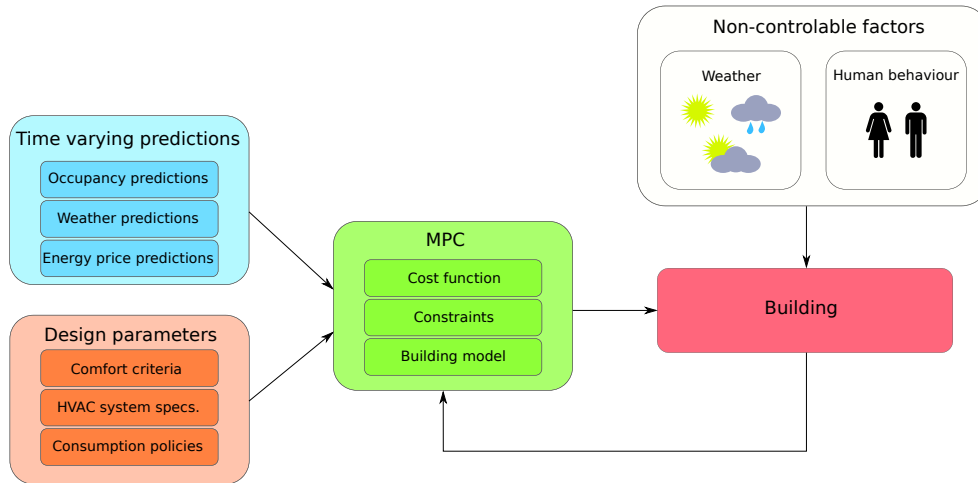 Non-controlable factors
Weather
Human behaviour
Time varying predictions
Occupancy predictions
Weather predictions
Energy price predictions
MPC
Cost function
Constraints
Building model
Building
Design parameters
Comfort criteria
HVAC system specs.
Consumption policies